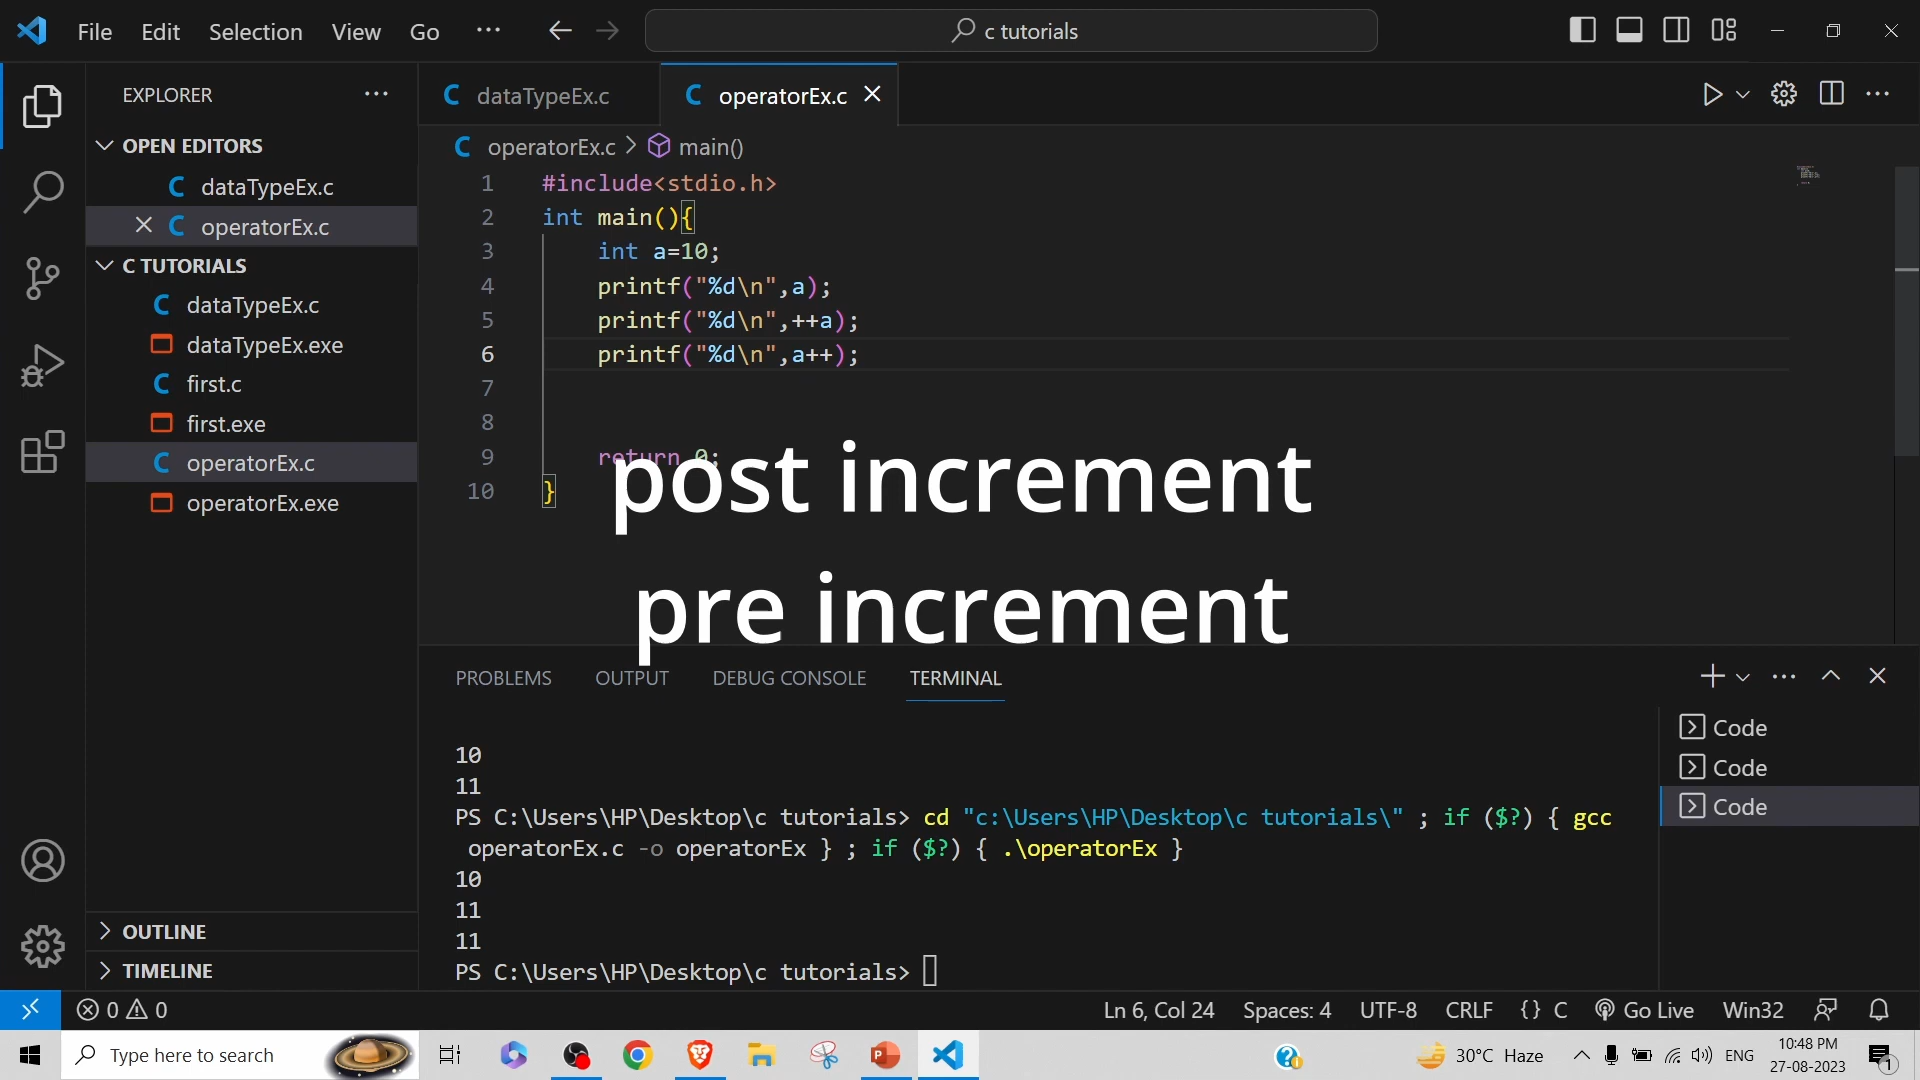 File Edit Selection View Go ··· c tutorials
EXPLORER ···
OPEN EDITORS
C dataTypeEx.c
C operatorEx.c
C TUTORIALS
C dataTypeEx.c
dataTypeEx.exe
C first.c
first.exe
C operatorEx.c
operatorEx.exe
OUTLINE
TIMELINE
C dataTypeEx.c C operatorEx.c
C operatorEx.c > main()
1 #include<stdio.h>
2 int main(){
3 int a=10;
4 printf("%d\n",a);
5 printf("%d\n",++a);
6 printf("%d\n",a++);
7
8
9 return 0;
10 }
post increment
pre increment
PROBLEMS OUTPUT DEBUG CONSOLE TERMINAL
10
11
PS C:\Users\HP\Desktop\c tutorials> cd "c:\Users\HP\Desktop\c tutorials\" ; if ($?) { gcc
operatorEx.c -o operatorEx } ; if ($?) { .\operatorEx }
10
11
11
PS C:\Users\HP\Desktop\c tutorials>
Code
Code
Code
0 0 Ln 6, Col 24 Spaces: 4 UTF-8 CRLF {} C Go Live Win32
Type here to search 30°C Haze ENG 10:48 PM
27-08-2023
1